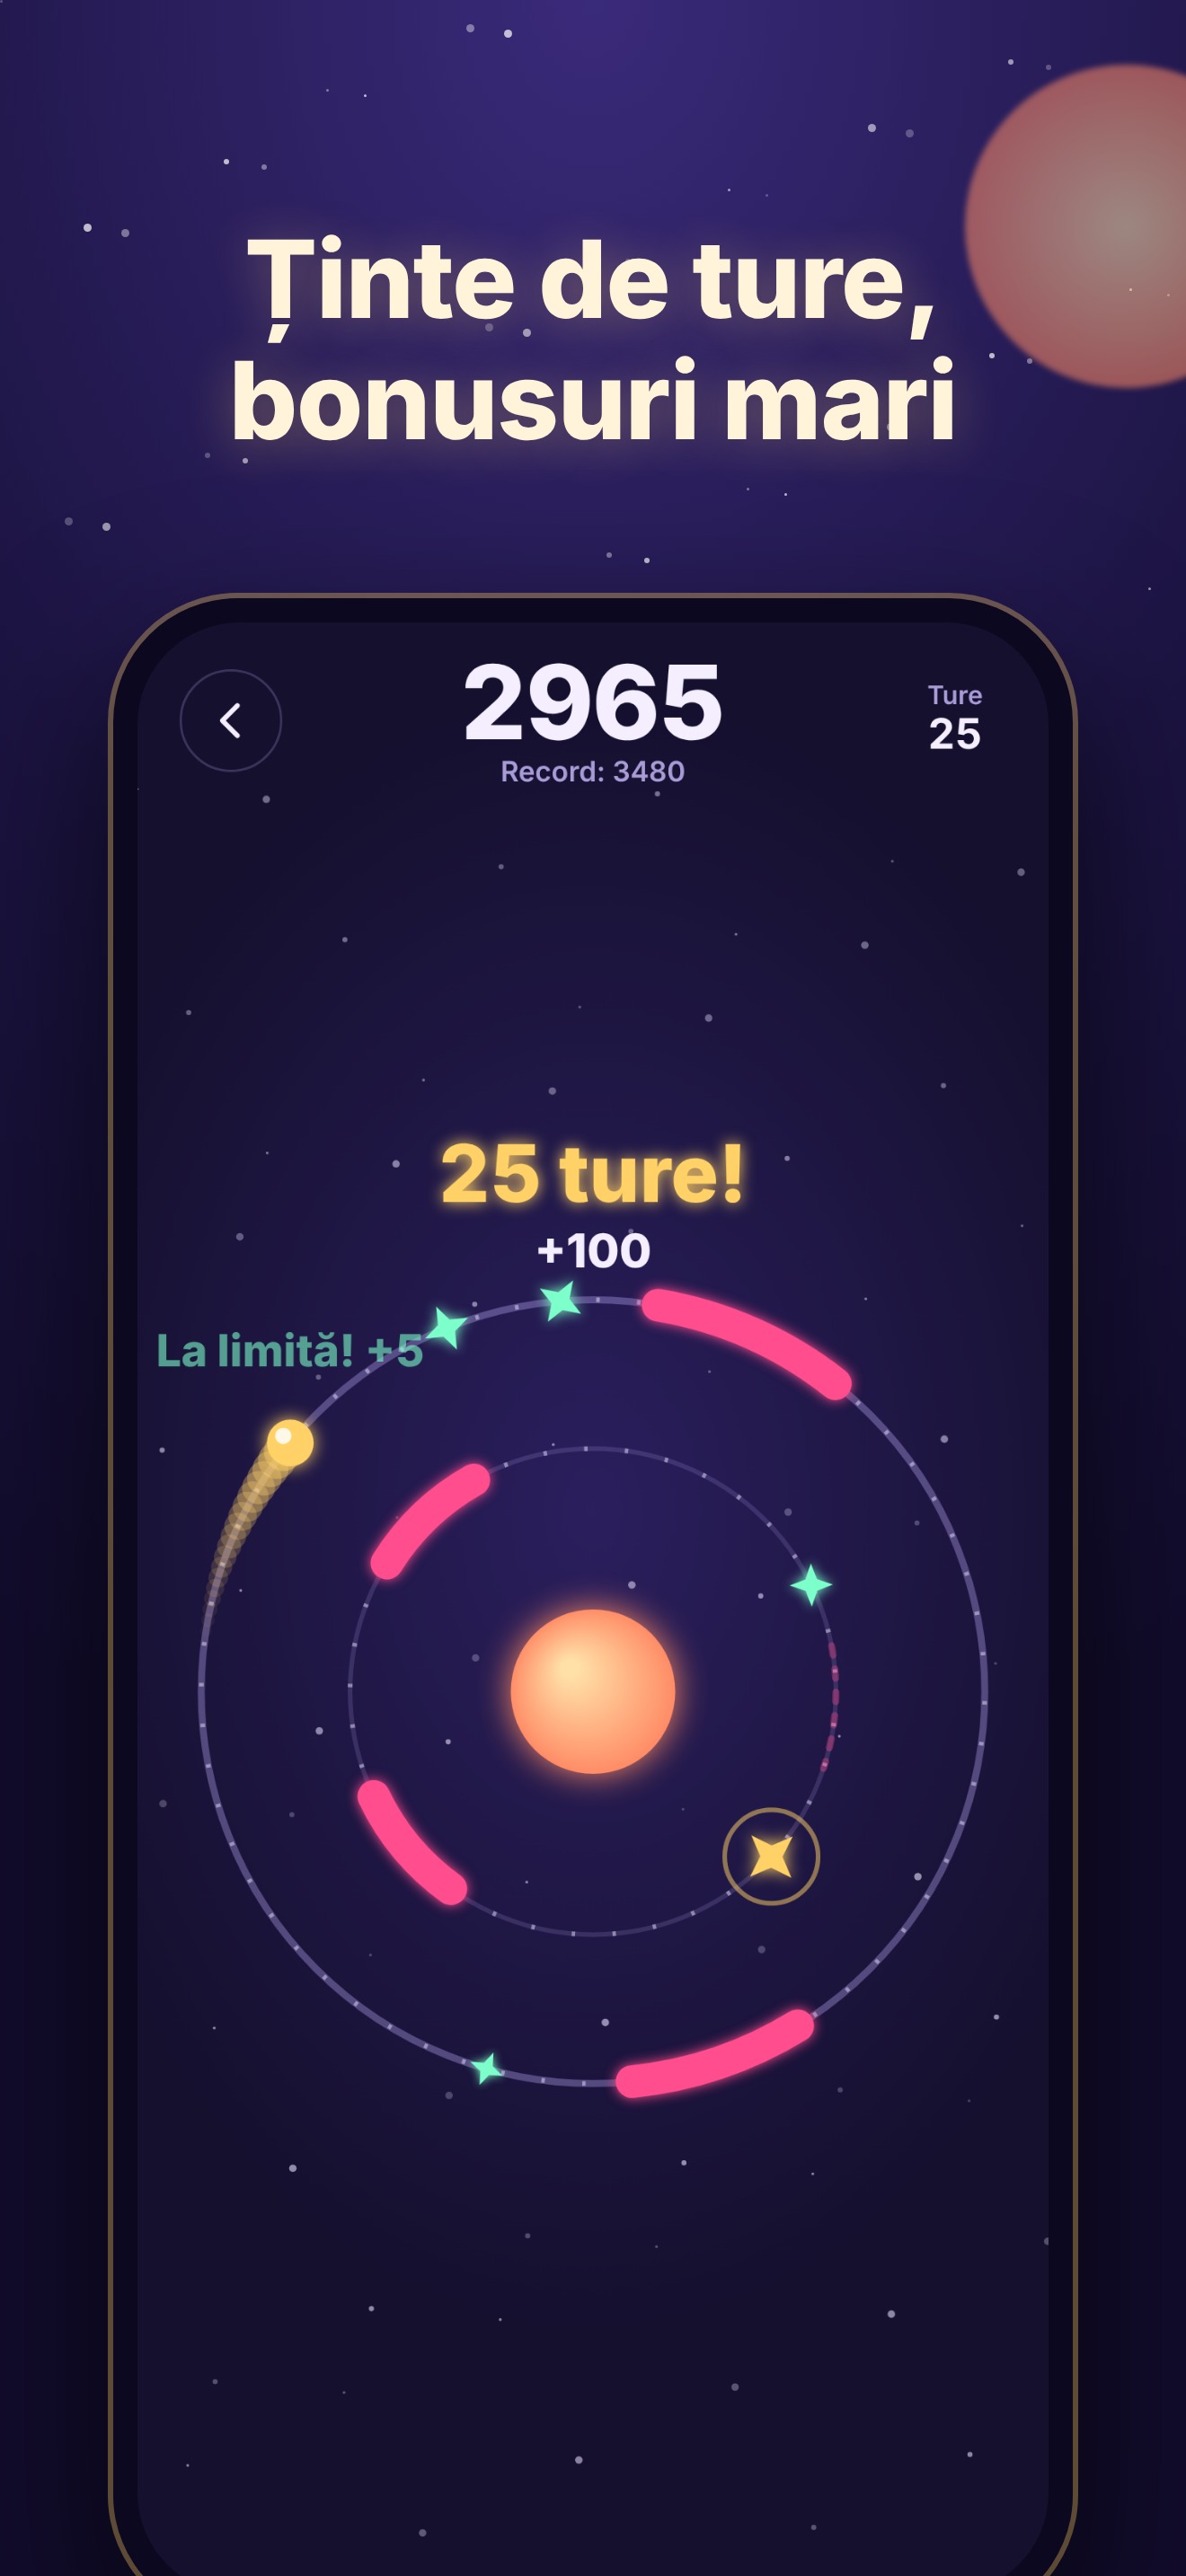 Ținte de ture,
bonusuri mari
2965
Record: 3480
Ture
25
25 ture!
+100
La limită! +5